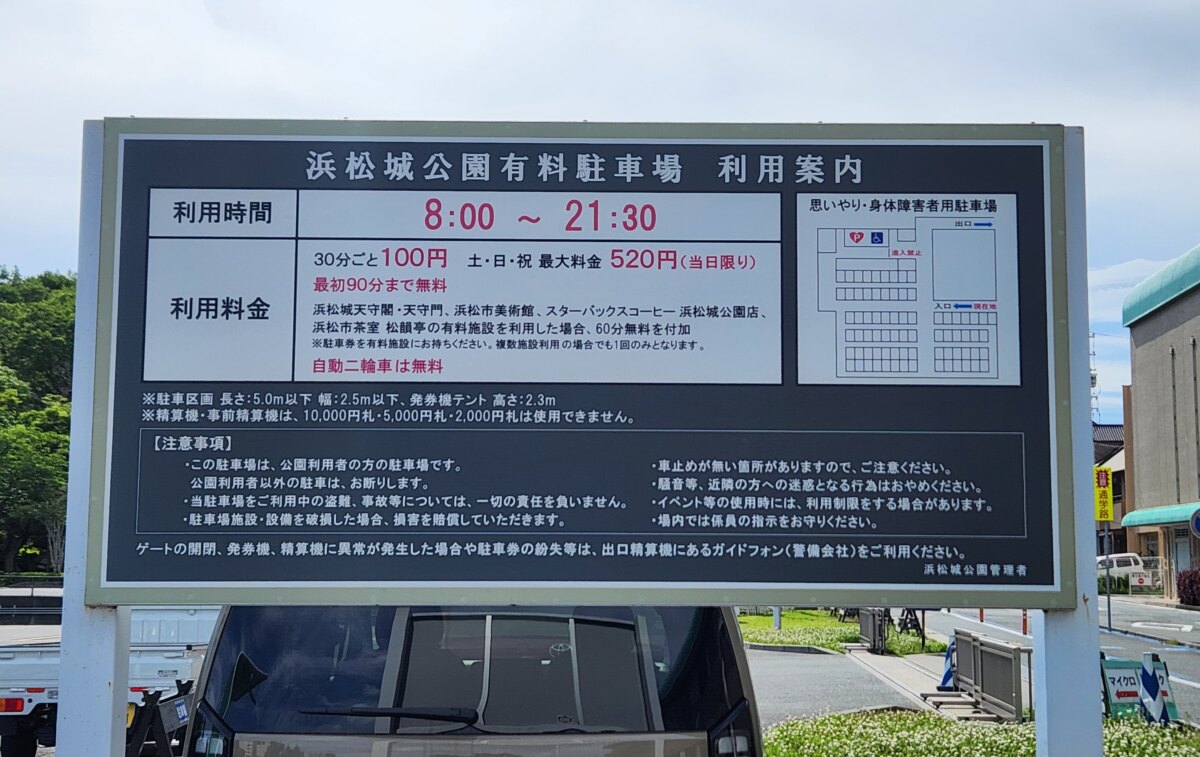 浜松城公園有料駐車場 利用案内
利用時間
8:00 ～ 21:30
利用料金
30分ごと100円 土・日・祝 最大料金 520円(当日限り)
最初90分まで無料
浜松城天守閣・天守門、浜松市美術館、スターバックスコーヒー 浜松城公園店、
浜松市茶室 松韻亭の有料施設を利用した場合、60分無料を付加
※駐車券を有料施設にお持ちください。複数施設利用の場合でも1回のみとなります。
自動二輪車は無料
思いやり・身体障害者用駐車場
出口
進入禁止
入口
現在地
※駐車区画 長さ:5.0m以下 幅:2.5m以下、発券機テント 高さ:2.3m
※精算機・事前精算機は、10,000円札・5,000円札・2,000円札は使用できません。
【注意事項】
・この駐車場は、公園利用者の方の駐車場です。
公園利用者以外の駐車は、お断りします。
・当駐車場をご利用中の盗難、事故等については、一切の責任を負いません。
・駐車場施設・設備を破損した場合、損害を賠償していただきます。
・車止めが無い箇所がありますので、ご注意ください。
・騒音等、近隣の方への迷惑となる行為はおやめください。
・イベント等の使用時には、利用制限をする場合があります。
・場内では係員の指示をお守りください。
ゲートの開閉、発券機、精算機に異常が発生した場合や駐車券の紛失等は、出口精算機にあるガイドフォン(警備会社)をご利用ください。
浜松城公園管理者
通学路
マイクロ